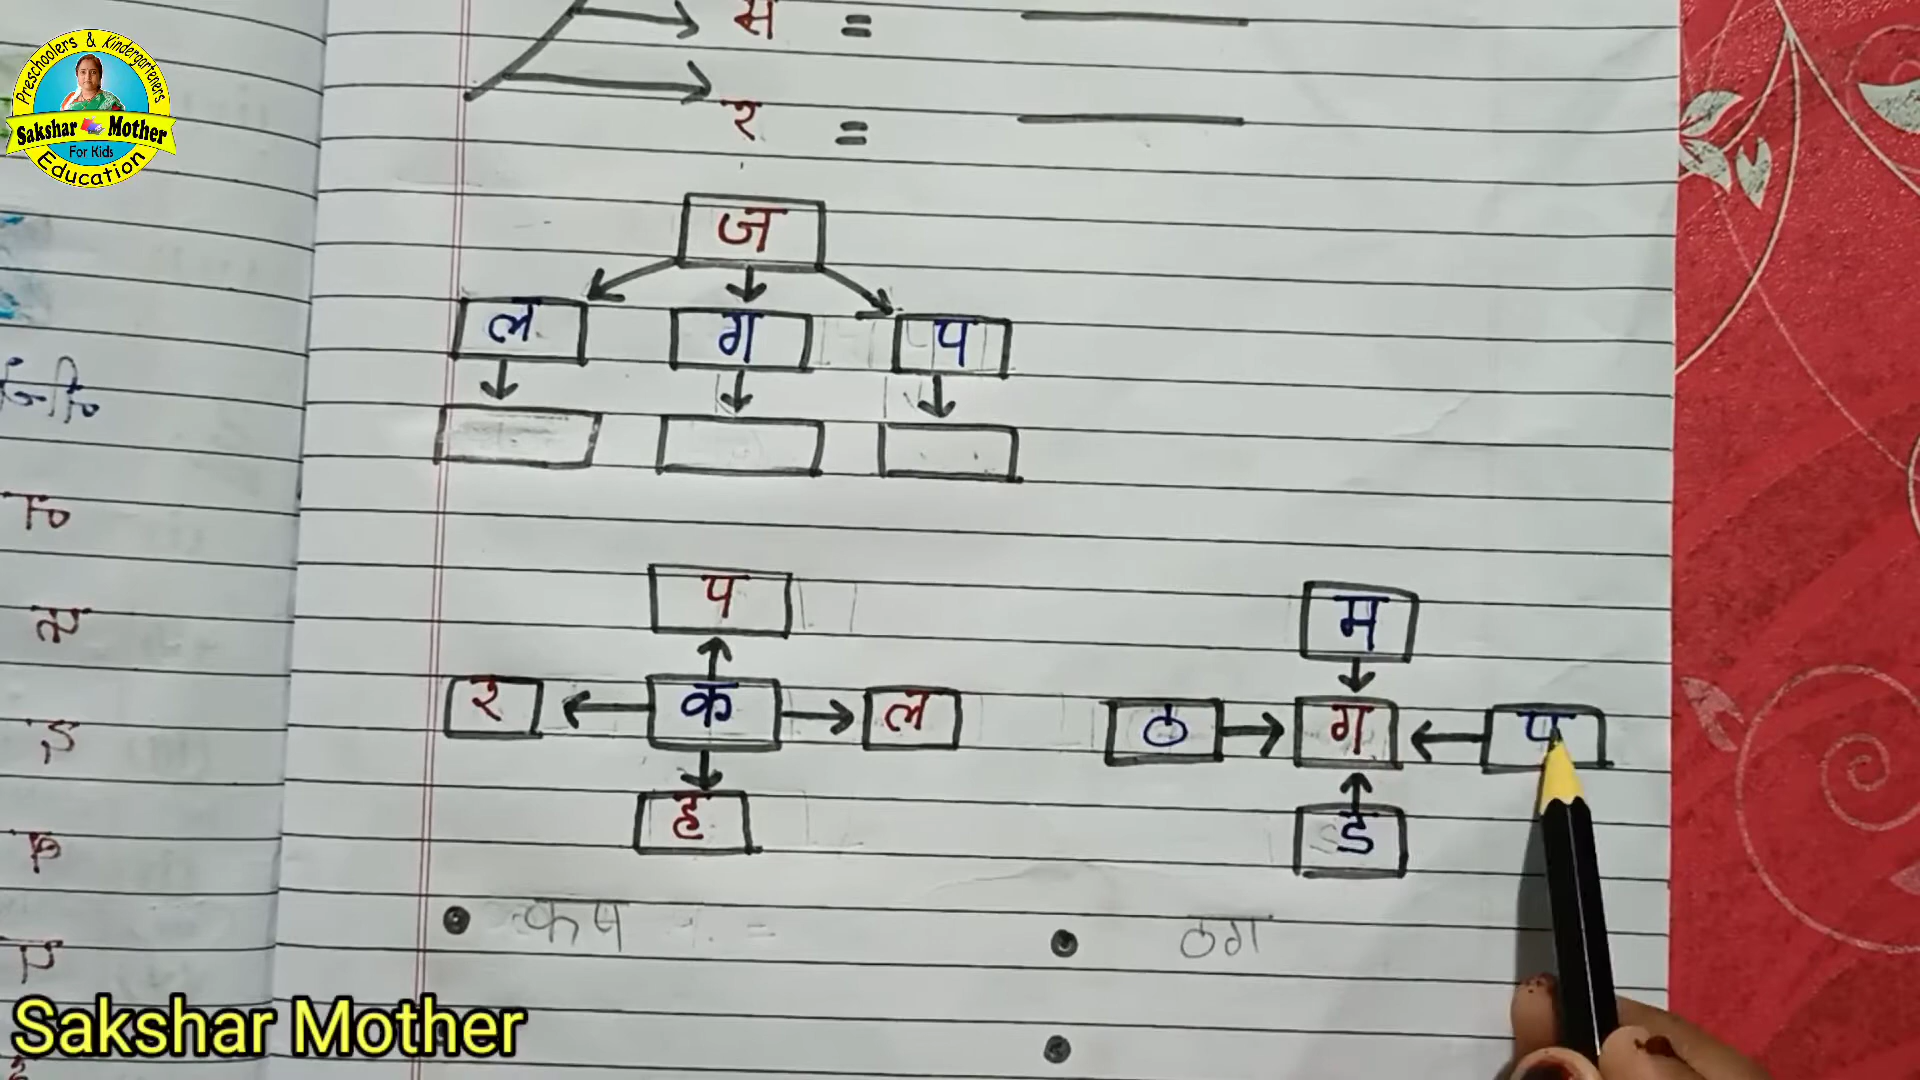 Preschoolers & Kindergarteners
Sakshar Mother
For Kids
Education
स =
र =
ज
ल ग प
प म
र क ल ठ ग प
ह ड
कप ठग
Sakshar Mother